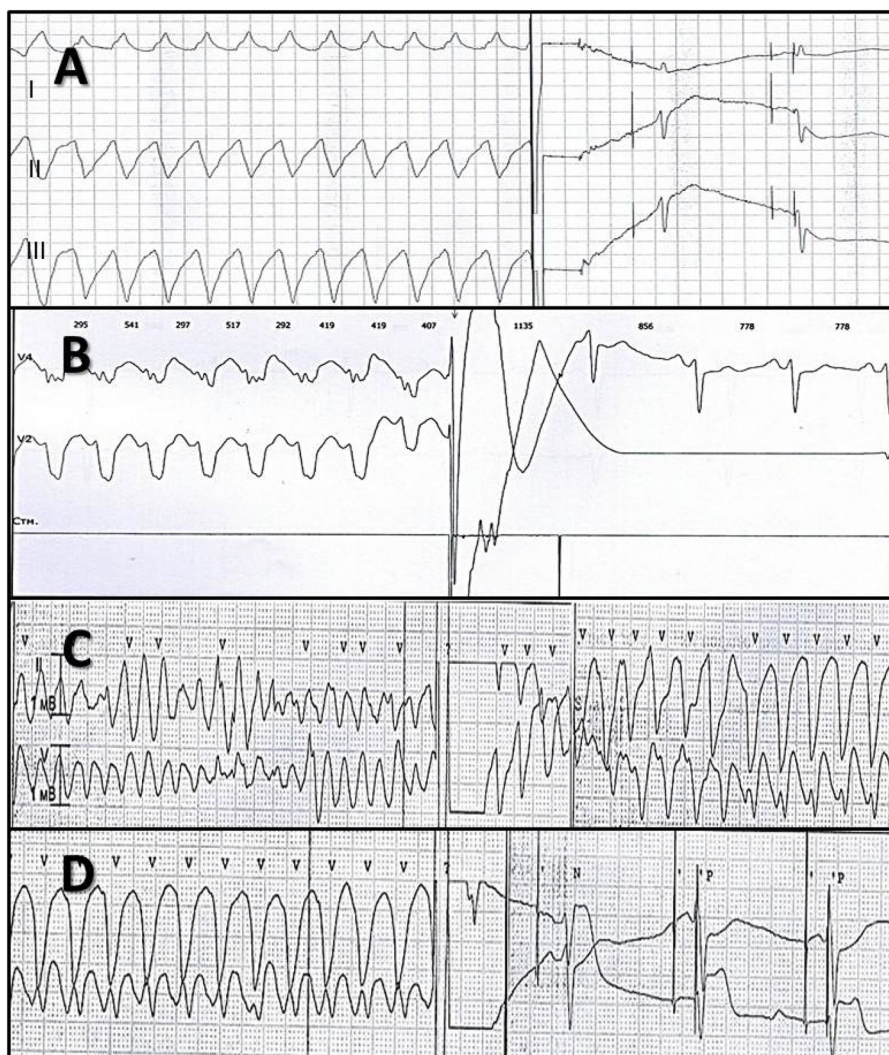 A
I
II
III
295 541 297 517 292 419 419 407 1135 856 778 778
B
V4
V2
Стм.
V V V V V V V V V V V V V V V V V V V V V
C
II
1 мВ
S
V
1 мВ
V V V V V V V V V V
D
' N ' 'P ' 'P